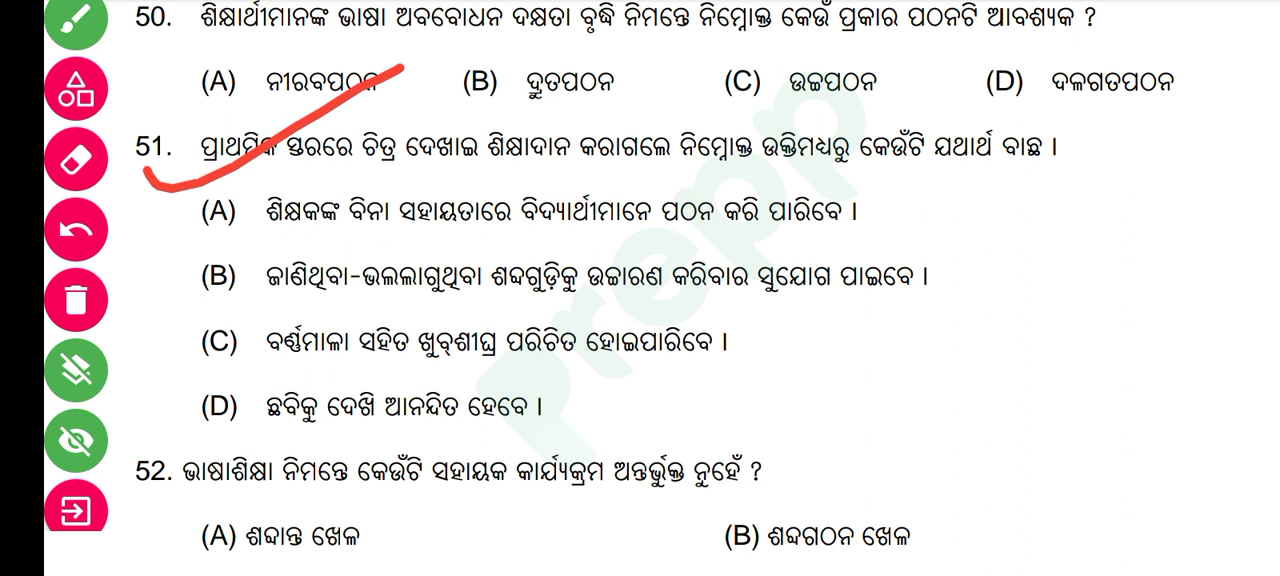 50. ଶିକ୍ଷାର୍ଥୀମାନଙ୍କ ଭାଷା ଅବବୋଧନ ଦକ୍ଷତା ବୃଦ୍ଧି ନିମନ୍ତେ ନିମ୍ନୋକ୍ତ କେଉଁ ପ୍ରକାର ପଠନଟି ଆବଶ୍ୟକ ?
(A) ନୀରବପଠନ (B) ଦ୍ରୁତପଠନ (C) ଉଚ୍ଚପଠନ (D) ଦଳଗତପଠନ
51. ପ୍ରାଥମିକ ସ୍ତରରେ ଚିତ୍ର ଦେଖାଇ ଶିକ୍ଷାଦାନ କରାଗଲେ ନିମ୍ନୋକ୍ତ ଉକ୍ତିମଧ୍ୟରୁ କେଉଁଟି ଯଥାର୍ଥ ବାଛ ।
(A) ଶିକ୍ଷକଙ୍କ ବିନା ସହାୟତାରେ ବିଦ୍ୟାର୍ଥୀମାନେ ପଠନ କରି ପାରିବେ ।
(B) ଜାଣିଥିବା-ଭଲଲାଗୁଥିବା ଶବ୍ଦଗୁଡ଼ିକୁ ଉଚ୍ଚାରଣ କରିବାର ସୁଯୋଗ ପାଇବେ ।
(C) ବର୍ଣ୍ଣମାଳା ସହିତ ଖୁବ୍‌ଶୀଘ୍ର ପରିଚିତ ହୋଇପାରିବେ ।
(D) ଛବିକୁ ଦେଖି ଆନନ୍ଦିତ ହେବେ ।
52. ଭାଷାଶିକ୍ଷା ନିମନ୍ତେ କେଉଁଟି ସହାୟକ କାର୍ଯ୍ୟକ୍ରମ ଅନ୍ତର୍ଭୁକ୍ତ ନୁହେଁ ?
(A) ଶବ୍ଦାନ୍ତ ଖେଳ (B) ଶବ୍ଦଗଠନ ଖେଳ
Prepp